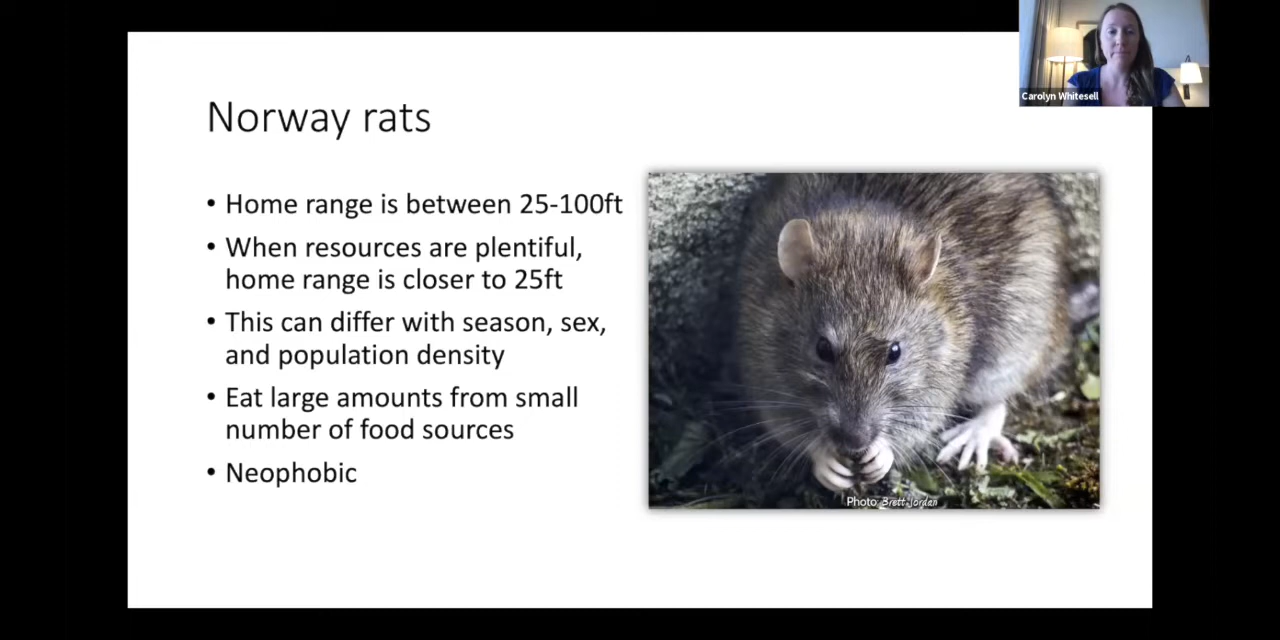 Carolyn Whitesell
Norway rats
• Home range is between 25-100ft
• When resources are plentiful,
home range is closer to 25ft
• This can differ with season, sex,
and population density
• Eat large amounts from small
number of food sources
• Neophobic
Photo: Brett Jordan